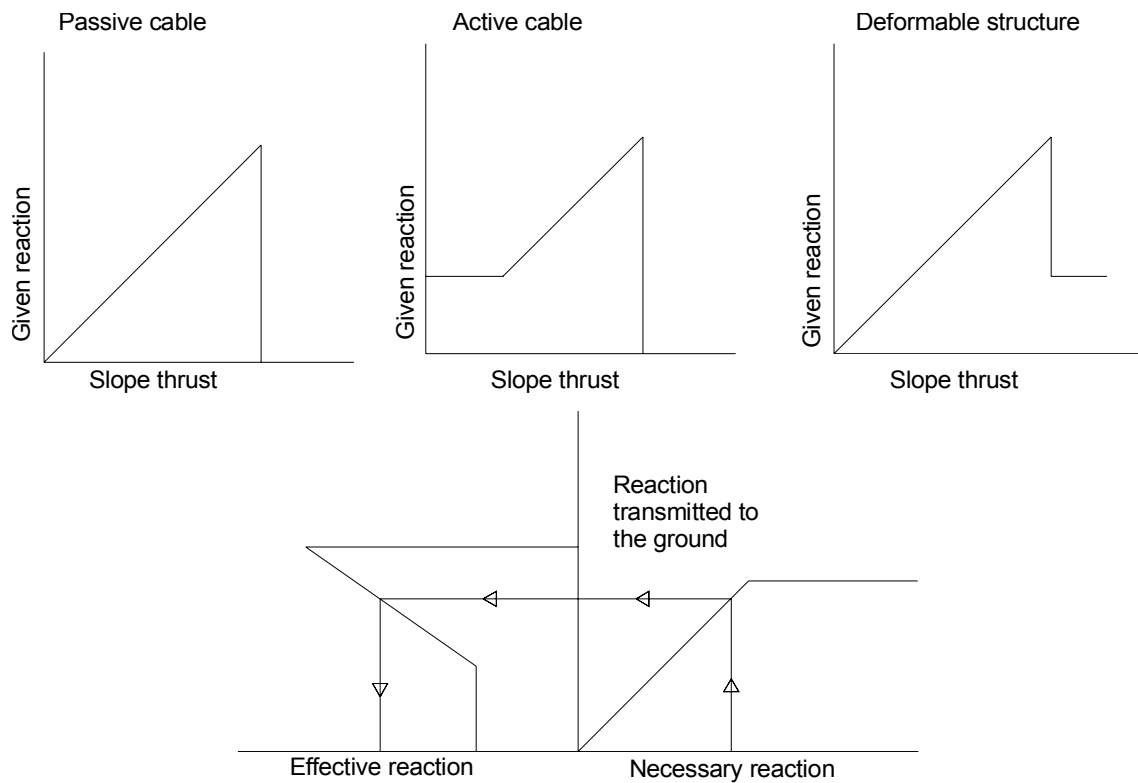 Passive cable
Active cable
Deformable structure
Given reaction
Given reaction
Given reaction
Slope thrust
Slope thrust
Slope thrust
Reaction
transmitted to
the ground
Effective reaction
Necessary reaction